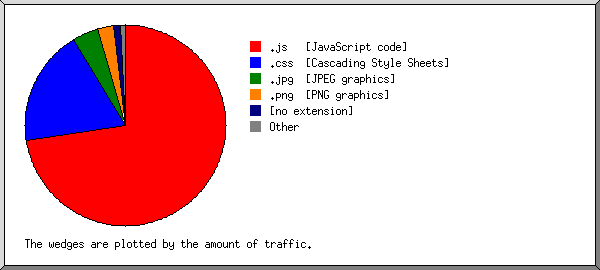 .js   [JavaScript code]
.css  [Cascading Style Sheets]
.jpg  [JPEG graphics]
.png  [PNG graphics]
[no extension]
Other
The wedges are plotted by the amount of traffic.